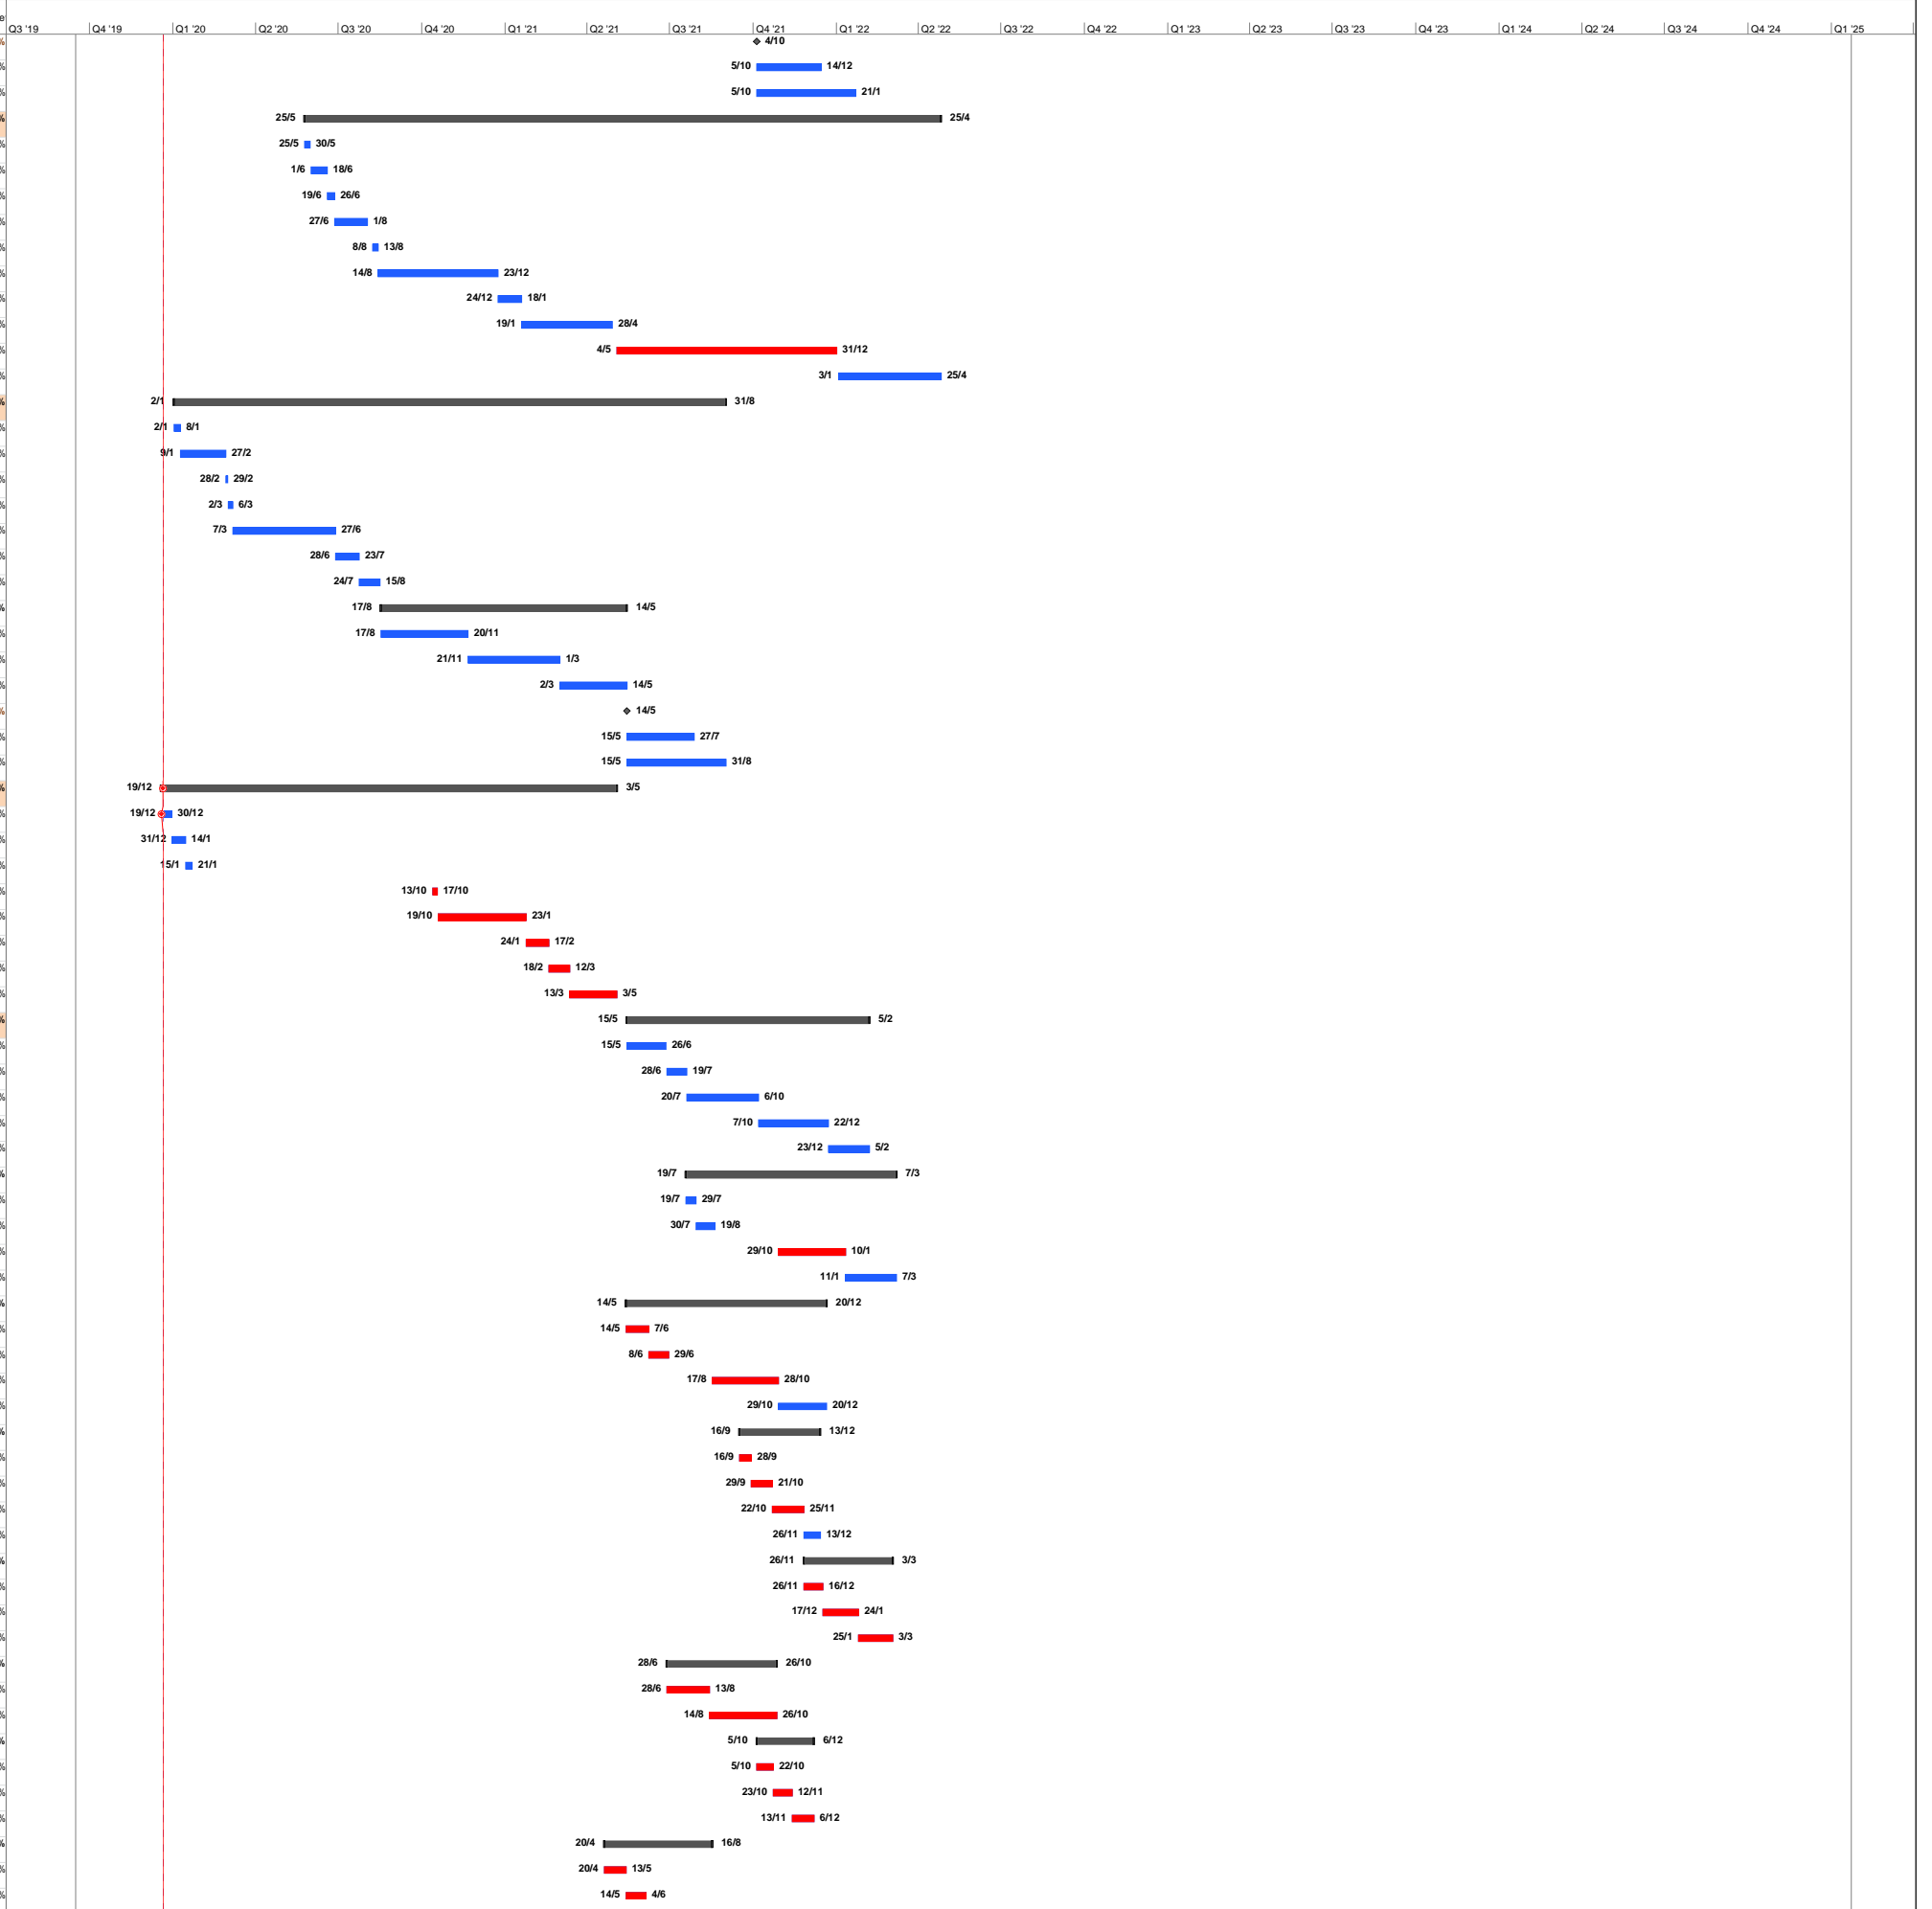 e
Q3 '19 Q4 '19 Q1 '20 Q2 '20 Q3 '20 Q4 '20 Q1 '21 Q2 '21 Q3 '21 Q4 '21 Q1 '22 Q2 '22 Q3 '22 Q4 '22 Q1 '23 Q2 '23 Q3 '23 Q4 '23 Q1 '24 Q2 '24 Q3 '24 Q4 '24 Q1 '25
% 4/10
% 5/10 14/12
% 5/10 21/1
% 25/5 25/4
% 25/5 30/5
% 1/6 18/6
% 19/6 26/6
% 27/6 1/8
% 8/8 13/8
% 14/8 23/12
% 24/12 18/1
% 19/1 28/4
% 4/5 31/12
% 3/1 25/4
% 2/1 31/8
% 2/1 8/1
% 9/1 27/2
% 28/2 29/2
% 2/3 6/3
% 7/3 27/6
% 28/6 23/7
% 24/7 15/8
% 17/8 14/5
% 17/8 20/11
% 21/11 1/3
% 2/3 14/5
% 14/5
% 15/5 27/7
% 15/5 31/8
% 19/12 3/5
% 19/12 30/12
% 31/12 14/1
% 15/1 21/1
% 13/10 17/10
% 19/10 23/1
% 24/1 17/2
% 18/2 12/3
% 13/3 3/5
% 15/5 5/2
% 15/5 26/6
% 28/6 19/7
% 20/7 6/10
% 7/10 22/12
% 23/12 5/2
% 19/7 7/3
% 19/7 29/7
% 30/7 19/8
% 29/10 10/1
% 11/1 7/3
% 14/5 20/12
% 14/5 7/6
% 8/6 29/6
% 17/8 28/10
% 29/10 20/12
% 16/9 13/12
% 16/9 28/9
% 29/9 21/10
% 22/10 25/11
% 26/11 13/12
% 26/11 3/3
% 26/11 16/12
% 17/12 24/1
% 25/1 3/3
% 28/6 26/10
% 28/6 13/8
% 14/8 26/10
% 5/10 6/12
% 5/10 22/10
% 23/10 12/11
% 13/11 6/12
% 20/4 16/8
% 20/4 13/5
% 14/5 4/6